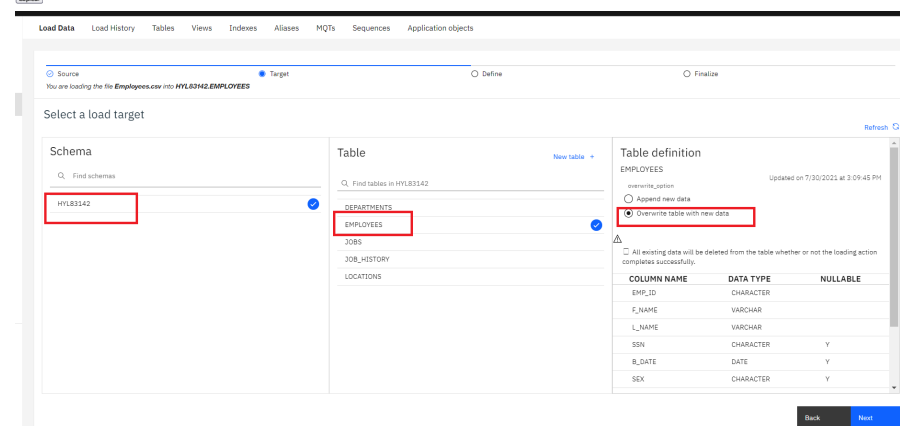 Load Data Load History Tables Views Indexes Aliases MQTs Sequences Application objects
Source Target Define Finalize
You are loading the file Employees.csv into HYL83142.EMPLOYEES
Select a load target
Refresh
Schema
Find schemas
HYL83142
Table
New table +
Find tables in HYL83142
DEPARTMENTS
EMPLOYEES
JOBS
JOB_HISTORY
LOCATIONS
Table definition
EMPLOYEES
Updated on 7/30/2021 at 3:09:45 PM
overwrite_option
Append new data
Overwrite table with new data
All existing data will be deleted from the table whether or not the loading action
completes successfully.
COLUMN NAME DATA TYPE NULLABLE
EMP_ID CHARACTER
F_NAME VARCHAR
L_NAME VARCHAR
SSN CHARACTER Y
B_DATE DATE Y
SEX CHARACTER Y
Back Next